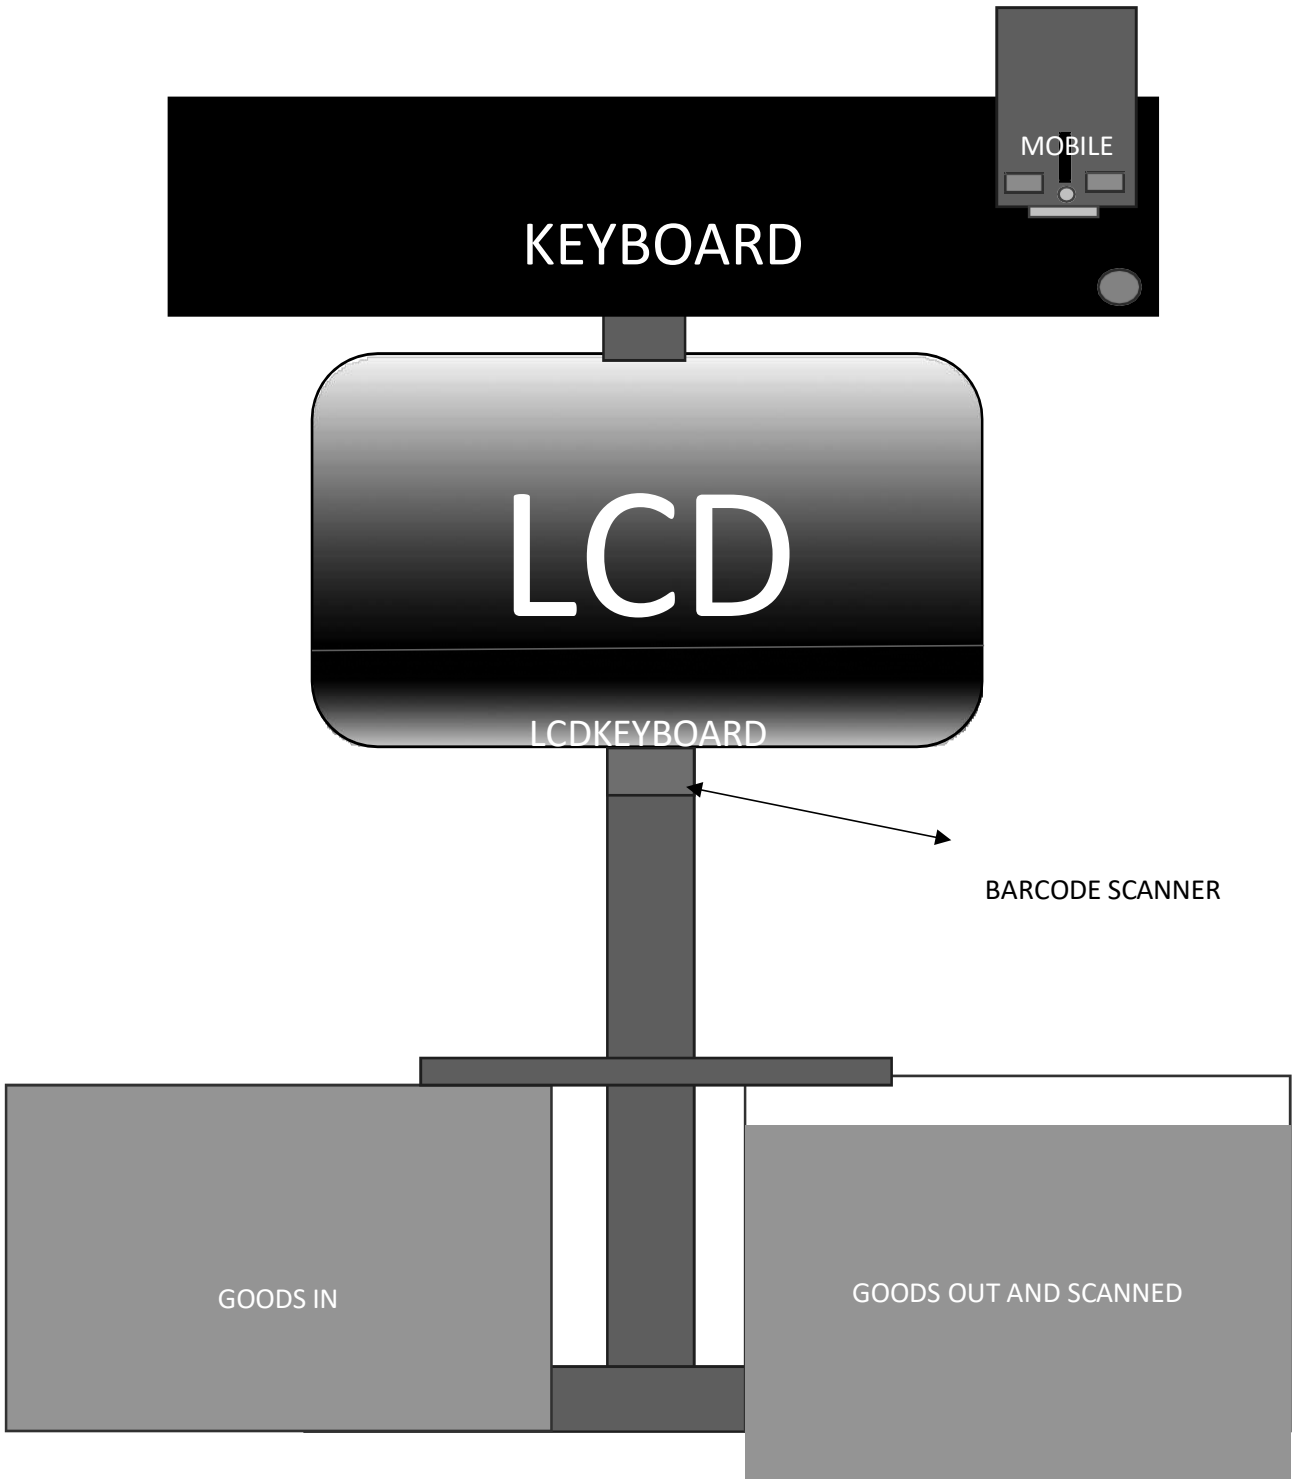 MOBILE
KEYBOARD
LCD
LCDKEYBOARD
BARCODE SCANNER
GOODS IN
GOODS OUT AND SCANNED